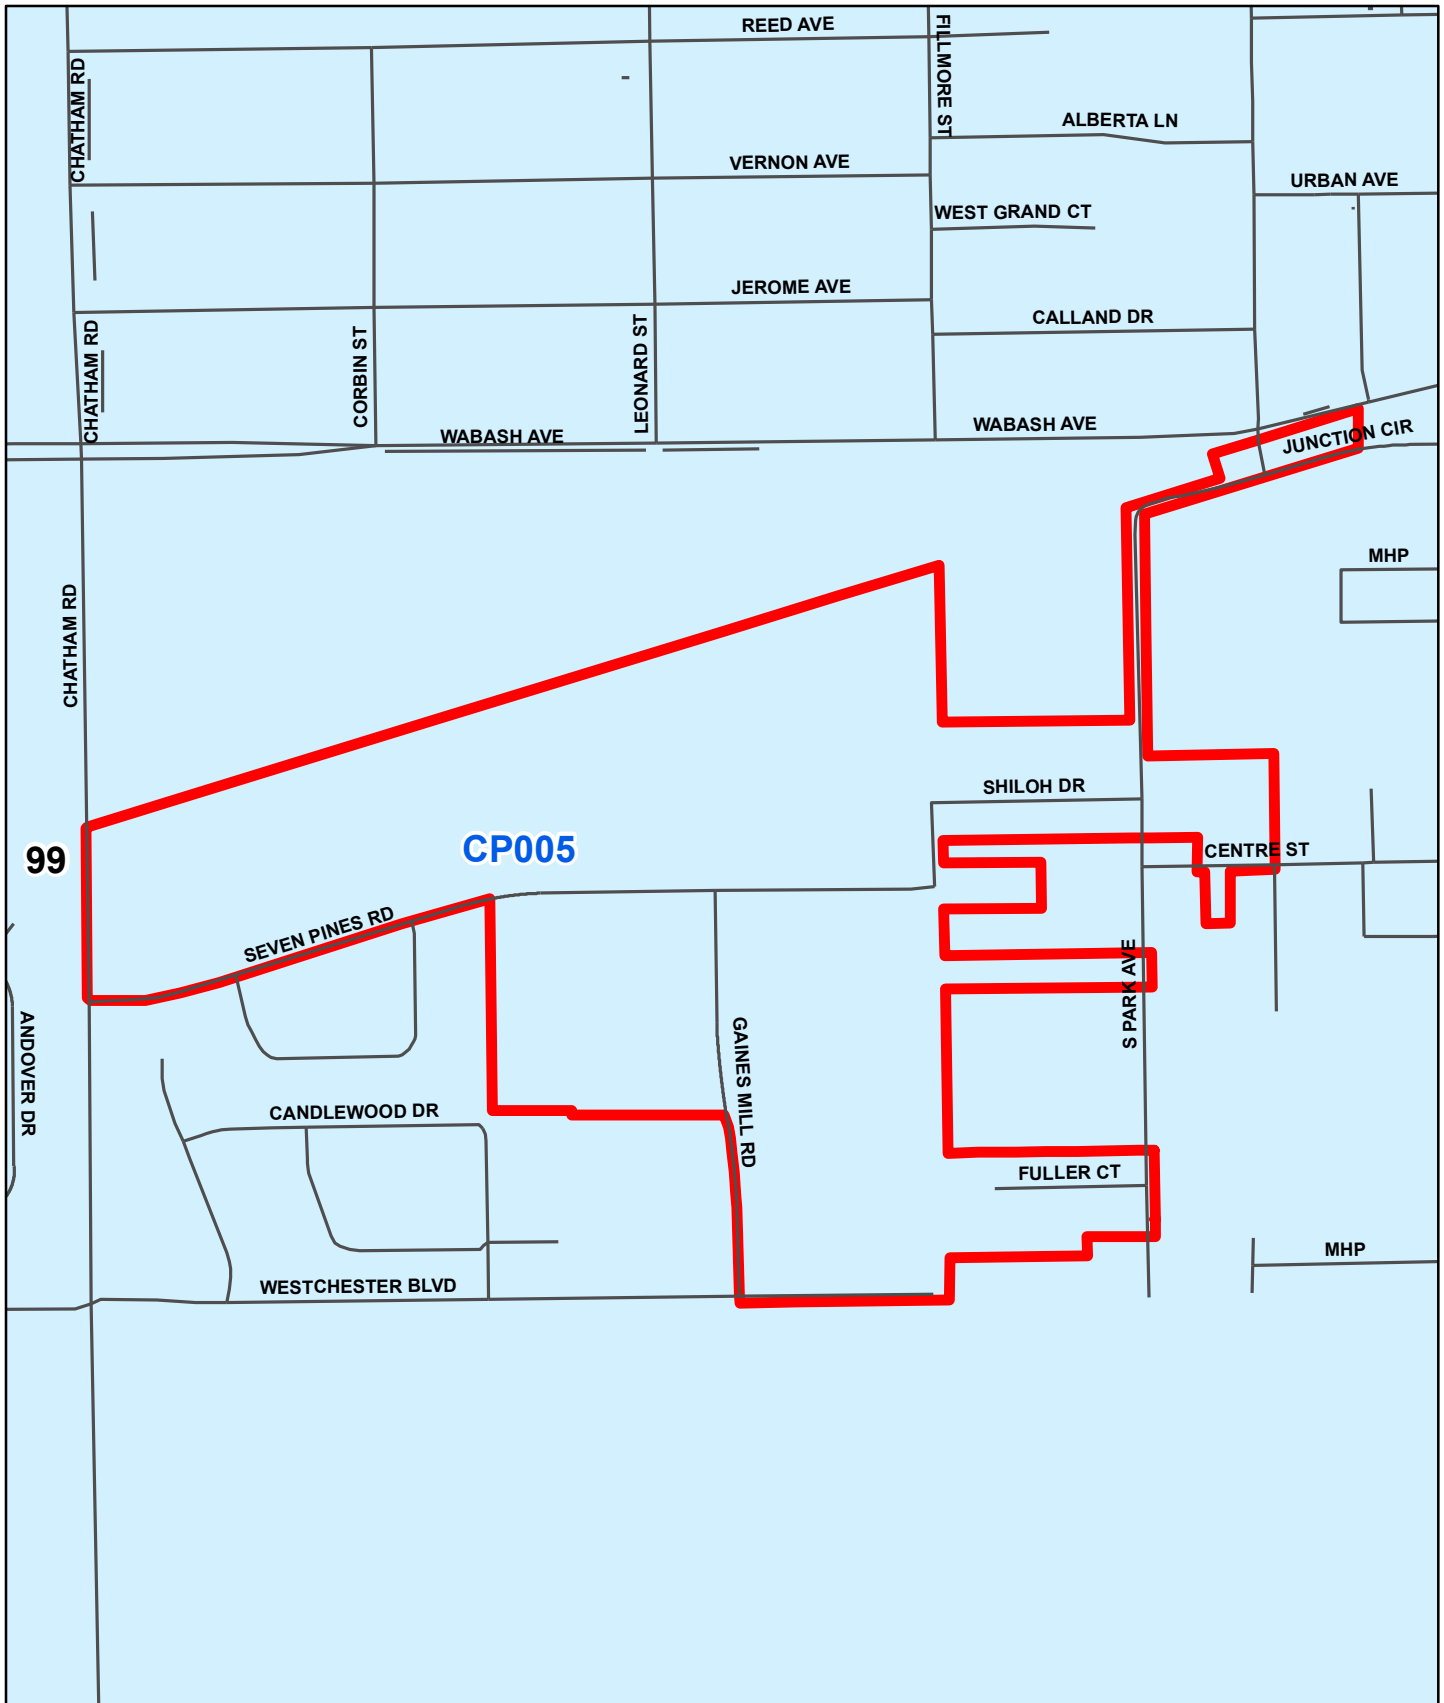 REED AVE
FILLMORE ST
CHATHAM RD
ALBERTA LN
VERNON AVE
URBAN AVE
WEST GRAND CT
JEROME AVE
CALLAND DR
CHATHAM RD
CORBIN ST
LEONARD ST
WABASH AVE
WABASH AVE
JUNCTION CIR
MHP
CHATHAM RD
SHILOH DR
99
CP005
CENTRE ST
SEVEN PINES RD
S PARK AVE
ANDOVER DR
GAINES MILL RD
CANDLEWOOD DR
FULLER CT
MHP
WESTCHESTER BLVD